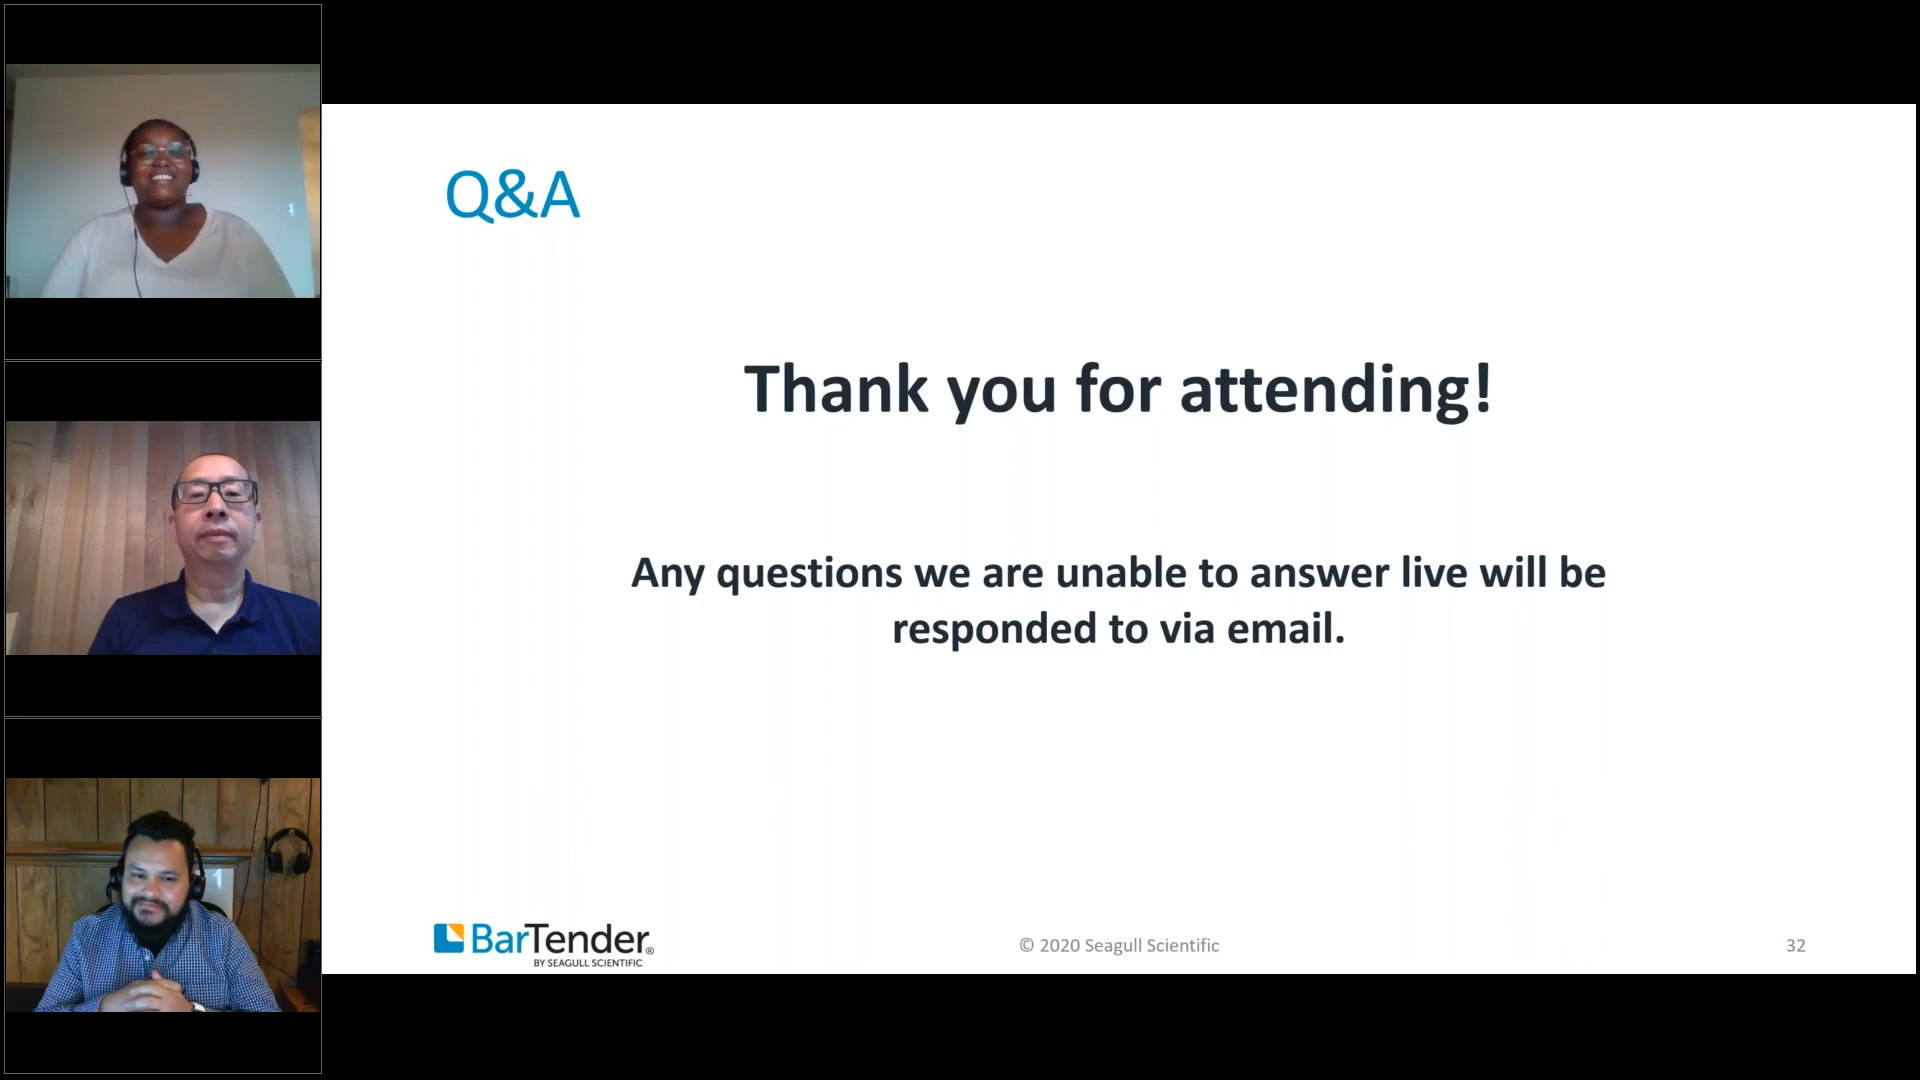 Q&A
Thank you for attending!
Any questions we are unable to answer live will be
responded to via email.
BarTender®
BY SEAGULL SCIENTIFIC
© 2020 Seagull Scientific
32